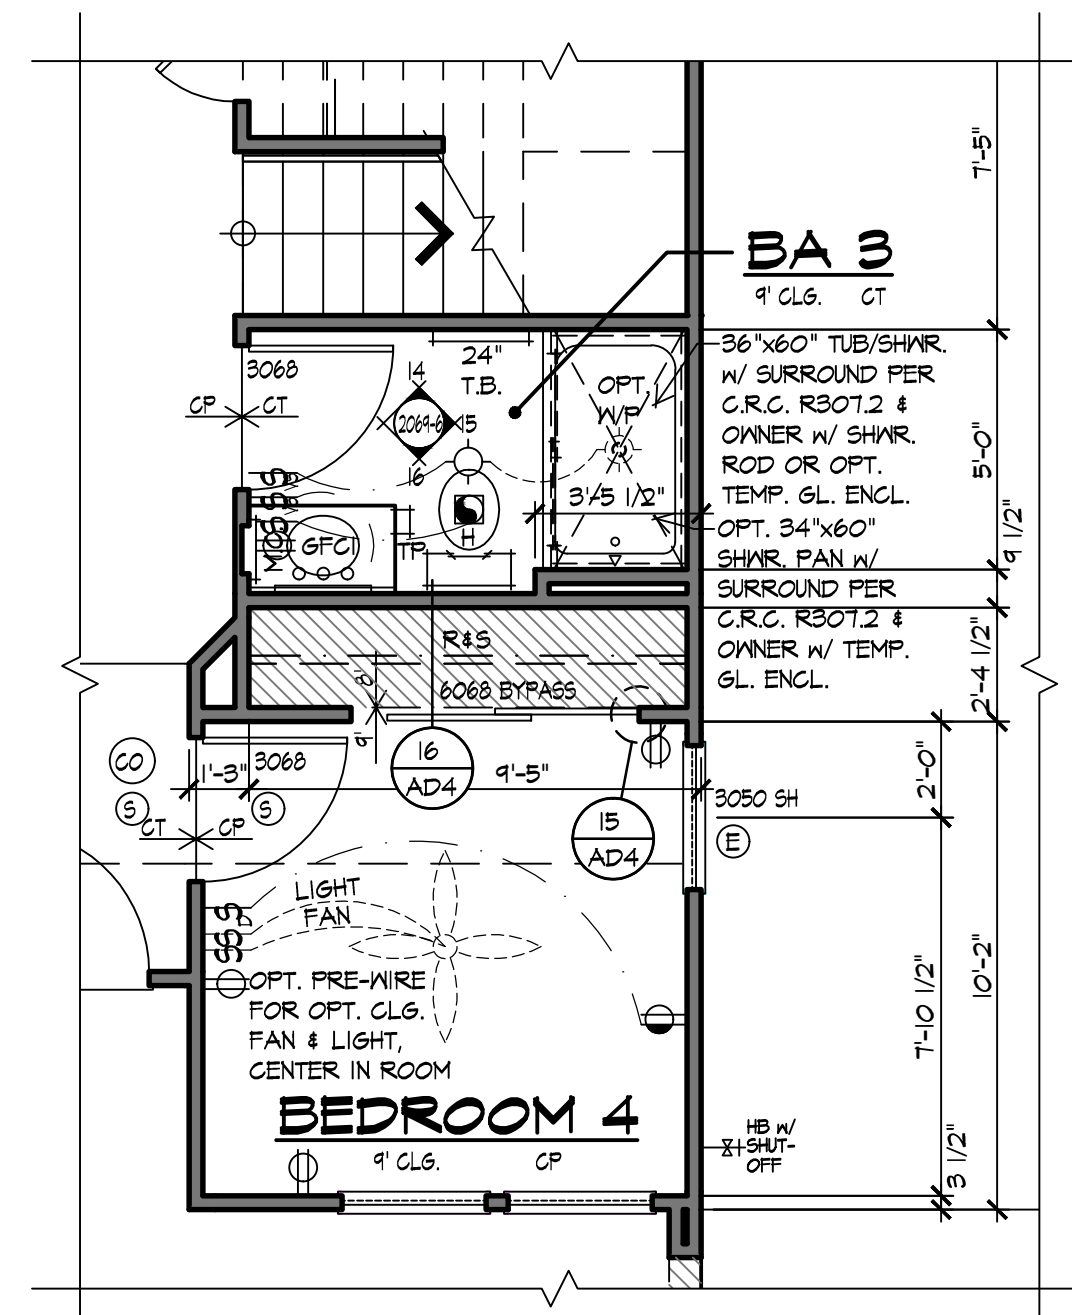 7'-5"
BA 3
9' CLG. CT
36"x60" TUB/SHWR.
w/ SURROUND PER
C.R.C. R307.2 &
OWNER w/ SHWR.
ROD OR OPT.
TEMP. GL. ENCL.
OPT. 34"x60"
SHWR. PAN w/
SURROUND PER
C.R.C. R307.2 &
OWNER w/ TEMP.
GL. ENCL.
5'-0"
9 1/2"
2'-4 1/2"
3068
CP CT
24"
T.B.
14
2069-6
15
16
OPT.
W/P
3'-5 1/2"
S
S
S
MO
GFCI
TP
H
R&S
6068 BYPASS
8'
9'
16
AD4
15
AD4
CO
S
1'-3"
3068
S
CT CP
9'-5"
3050 SH
E
2'-0"
LIGHT
FAN
S
D
S
S
OPT. PRE-WIRE
FOR OPT. CLG.
FAN & LIGHT,
CENTER IN ROOM
BEDROOM 4
9' CLG. CP
7'-10 1/2"
10'-2"
HB w/
SHUT-
OFF
3 1/2"